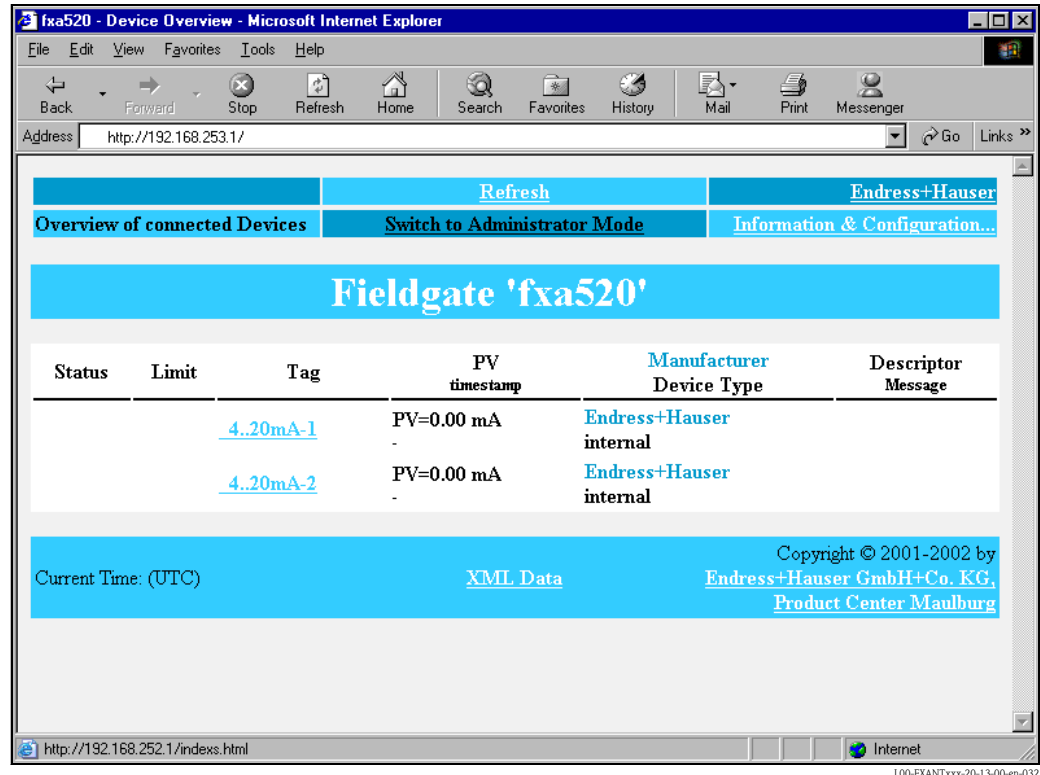 fxa520 - Device Overview - Microsoft Internet Explorer
File Edit View Favorites Tools Help
Back Forward Stop Refresh Home Search Favorites History Mail Print Messenger
Address http://192.168.253.1/ Go Links »
Refresh Endress+Hauser
Overview of connected Devices Switch to Administrator Mode Information & Configuration...
Fieldgate 'fxa520'
Status Limit Tag PV timestamp Manufacturer Device Type Descriptor Message
4..20mA-1 PV=0.00 mA Endress+Hauser
- internal
4..20mA-2 PV=0.00 mA Endress+Hauser
- internal
Copyright © 2001-2002 by
Current Time: (UTC) XML Data Endress+Hauser GmbH+Co. KG,
Product Center Maulburg
http://192.168.252.1/indexs.html Internet
L00-FXANTxxx-20-13-00-en-032